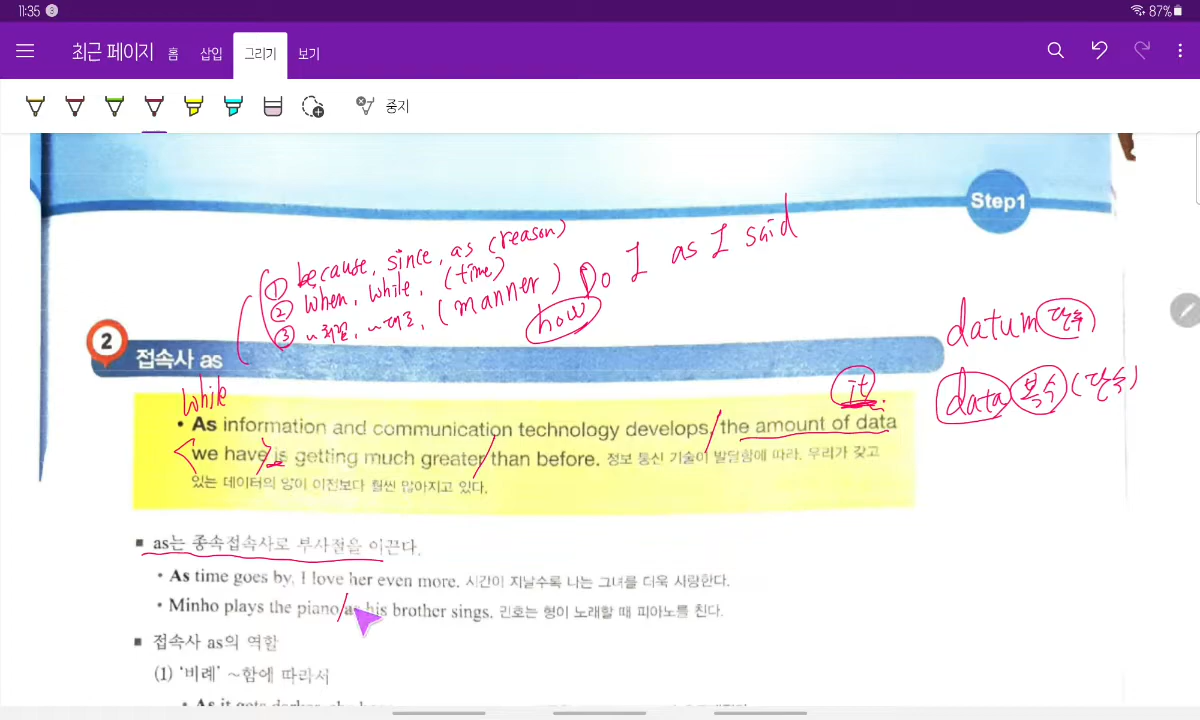 11:35 3 87%
최근 페이지 홈 삽입 그리기 보기
중지
Step1
① because, since, as (reason)
② when, while, (time)
③ ~처럼, ~대로, (manner) Do I as I said
how
datum 단수
data 복수 (단수)
2 접속사 as
while
it
• As information and communication technology develops, the amount of data
we have is getting much greater than before. 정보 통신 기술이 발달함에 따라, 우리가 갖고
있는 데이터의 양이 이전보다 훨씬 많아지고 있다.
■ as는 종속접속사로 부사절을 이끈다.
• As time goes by, I love her even more. 시간이 지날수록 나는 그녀를 더욱 사랑한다.
• Minho plays the piano as his brother sings. 민호는 형이 노래할 때 피아노를 친다.
■ 접속사 as의 역할
(1) ‘비례’ ~함에 따라서
• As it gets darker, she